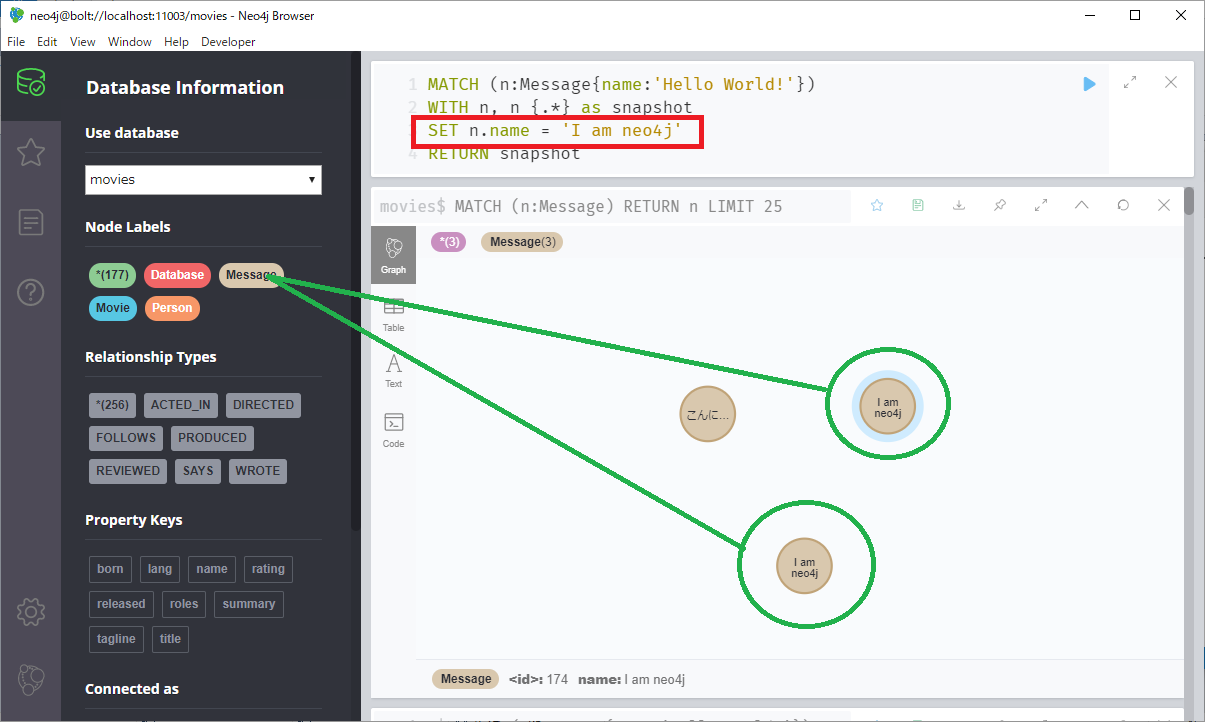 neo4j@bolt://localhost:11003/movies - Neo4j Browser
File Edit View Window Help Developer
Database Information
Use database
movies
Node Labels
*(177) Database Message
Movie Person
Relationship Types
*(256) ACTED_IN DIRECTED
FOLLOWS PRODUCED
REVIEWED SAYS WROTE
Property Keys
born lang name rating
released roles summary
tagline title
Connected as
1 MATCH (n:Message{name:'Hello World!'})
2 WITH n, n {.*} as snapshot
SET n.name = 'I am neo4j'
4 RETURN snapshot
movies$ MATCH (n:Message) RETURN n LIMIT 25
*(3) Message(3)
Graph
Table
Text
Code
こんに...
I am
neo4j
I am
neo4j
Message <id>: 174 name: I am neo4j